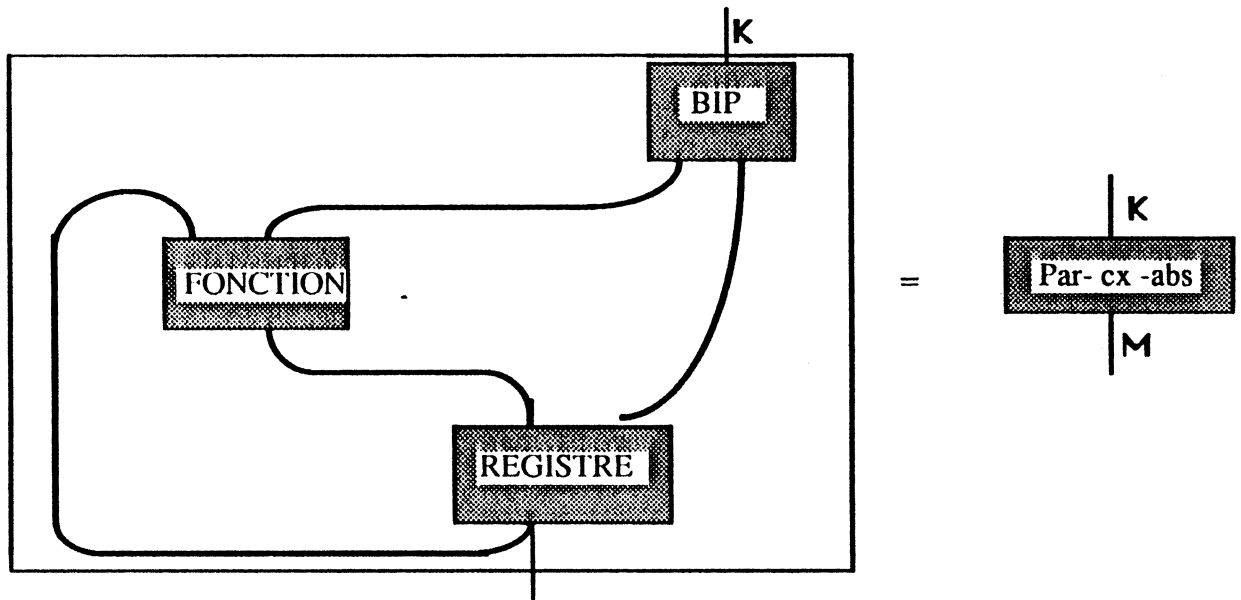 K
BIP
FONCTION
REGISTRE
=
K
Par- cx -abs
M